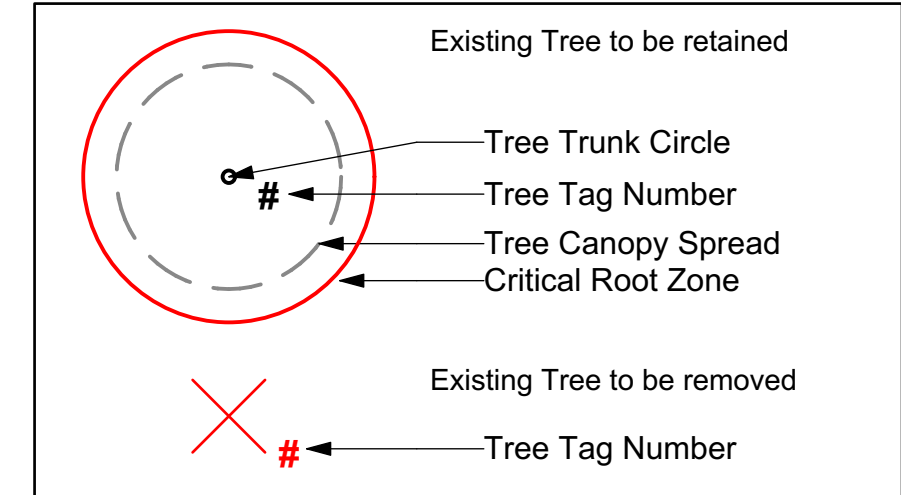 Existing Tree to be retained
Tree Trunk Circle
# Tree Tag Number
Tree Canopy Spread
Critical Root Zone
Existing Tree to be removed
# Tree Tag Number